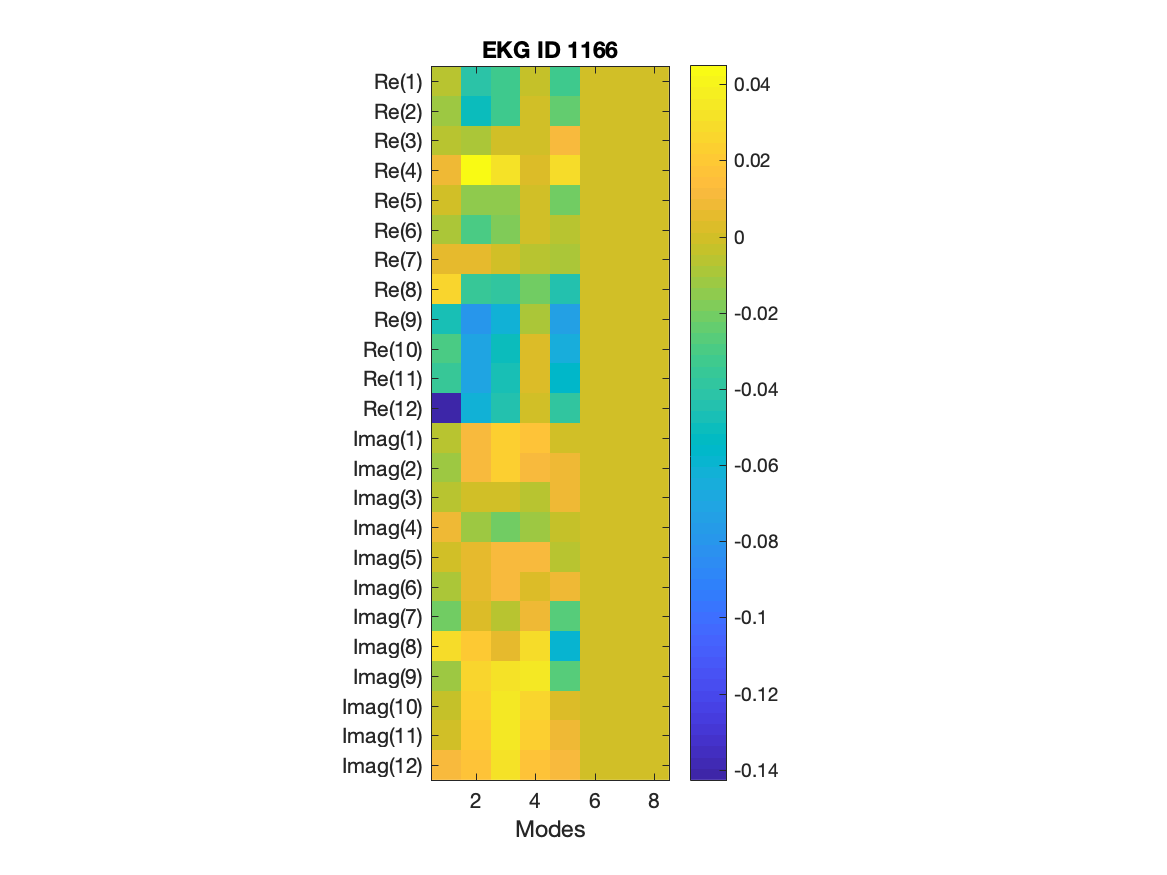 EKG ID 1166
Re(1)
Re(2)
Re(3)
Re(4)
Re(5)
Re(6)
Re(7)
Re(8)
Re(9)
Re(10)
Re(11)
Re(12)
Imag(1)
Imag(2)
Imag(3)
Imag(4)
Imag(5)
Imag(6)
Imag(7)
Imag(8)
Imag(9)
Imag(10)
Imag(11)
Imag(12)
2 4 6 8
Modes
0.04
0.02
0
-0.02
-0.04
-0.06
-0.08
-0.1
-0.12
-0.14